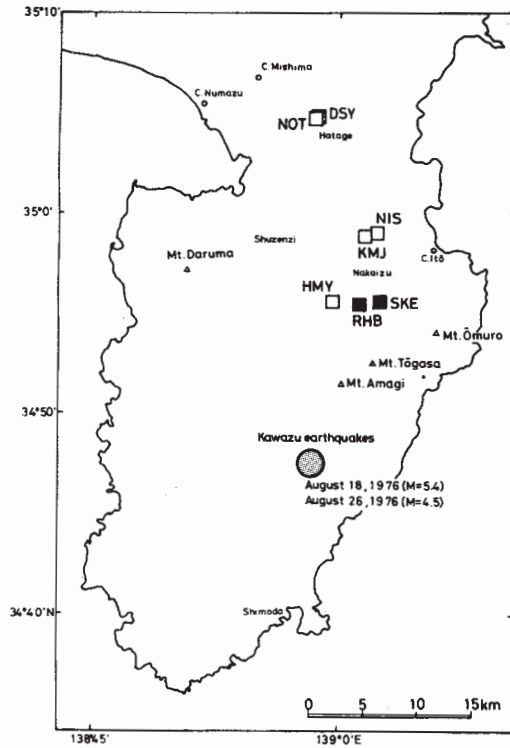 35°10'
C.Mishima
C.Numazu
DSY
NOT
Hatage
35°0'
NIS
Shuzenzi
KMJ
C.Itō
Mt.Daruma
Nakaizu
HMY
SKE
RHB
Mt.Ōmuro
Mt.Tōgasa
Mt.Amagi
34°50'
Kawazu earthquakes
August 18, 1976 (M=5.4)
August 26, 1976 (M=4.5)
34°40'N
Shimoda
0 5 10 15km
138°45'
139°0'E